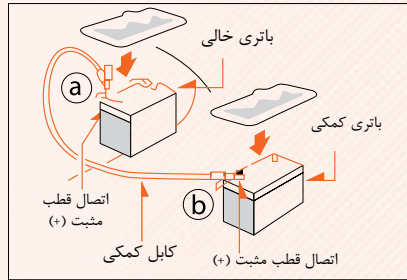 باتری خالی
a
باتری کمکی
اتصال قطب
مثبت (+)
b
کابل کمکی
اتصال قطب مثبت (+)